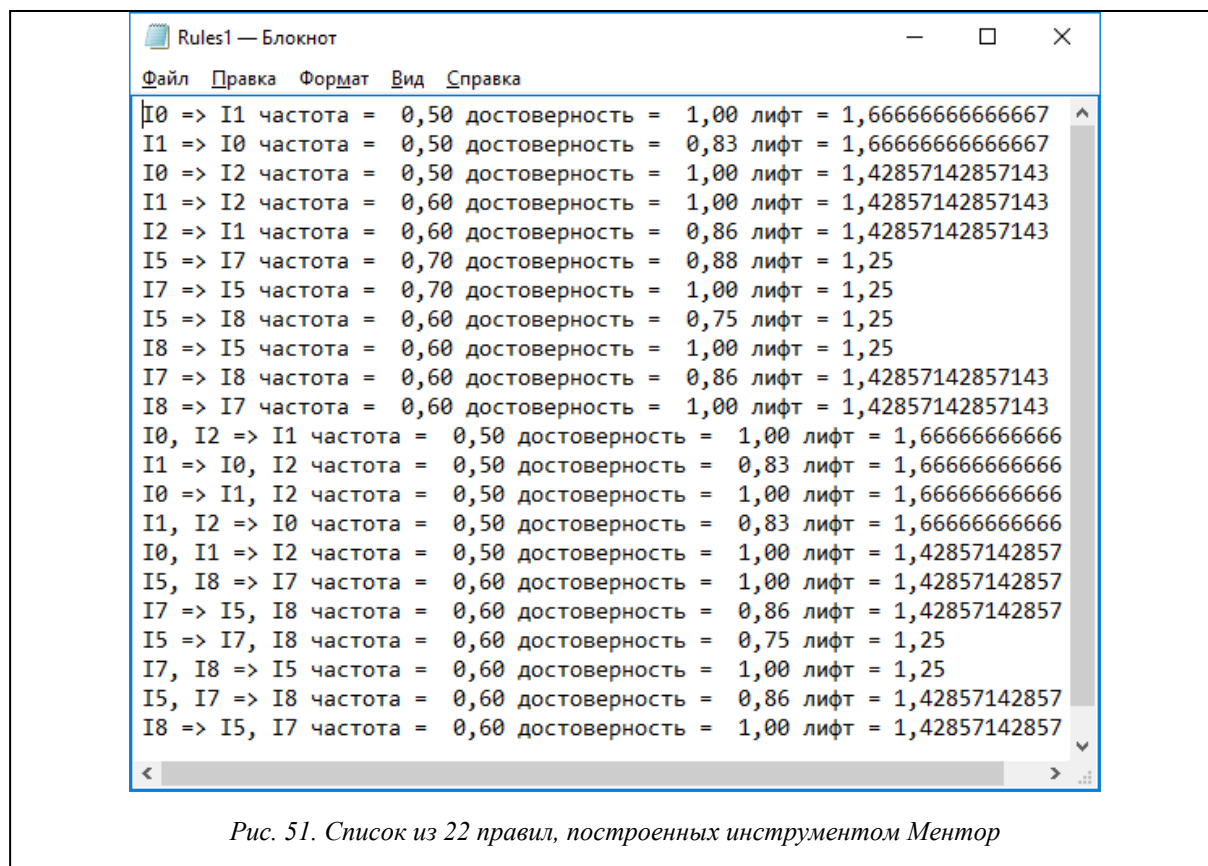 Rules1 — Блокнот
Файл Правка Формат Вид Справка
I0 => I1 частота = 0,50 достоверность = 1,00 лифт = 1,66666666666667
I1 => I0 частота = 0,50 достоверность = 0,83 лифт = 1,66666666666667
I0 => I2 частота = 0,50 достоверность = 1,00 лифт = 1,42857142857143
I1 => I2 частота = 0,60 достоверность = 1,00 лифт = 1,42857142857143
I2 => I1 частота = 0,60 достоверность = 0,86 лифт = 1,42857142857143
I5 => I7 частота = 0,70 достоверность = 0,88 лифт = 1,25
I7 => I5 частота = 0,70 достоверность = 1,00 лифт = 1,25
I5 => I8 частота = 0,60 достоверность = 0,75 лифт = 1,25
I8 => I5 частота = 0,60 достоверность = 1,00 лифт = 1,25
I7 => I8 частота = 0,60 достоверность = 0,86 лифт = 1,42857142857143
I8 => I7 частота = 0,60 достоверность = 1,00 лифт = 1,42857142857143
I0, I2 => I1 частота = 0,50 достоверность = 1,00 лифт = 1,66666666666
I1 => I0, I2 частота = 0,50 достоверность = 0,83 лифт = 1,66666666666
I0 => I1, I2 частота = 0,50 достоверность = 1,00 лифт = 1,66666666666
I1, I2 => I0 частота = 0,50 достоверность = 0,83 лифт = 1,66666666666
I0, I1 => I2 частота = 0,50 достоверность = 1,00 лифт = 1,42857142857
I5, I8 => I7 частота = 0,60 достоверность = 1,00 лифт = 1,42857142857
I7 => I5, I8 частота = 0,60 достоверность = 0,86 лифт = 1,42857142857
I5 => I7, I8 частота = 0,60 достоверность = 0,75 лифт = 1,25
I7, I8 => I5 частота = 0,60 достоверность = 1,00 лифт = 1,25
I5, I7 => I8 частота = 0,60 достоверность = 0,86 лифт = 1,42857142857
I8 => I5, I7 частота = 0,60 достоверность = 1,00 лифт = 1,42857142857
Рис. 51. Список из 22 правил, построенных инструментом Ментор